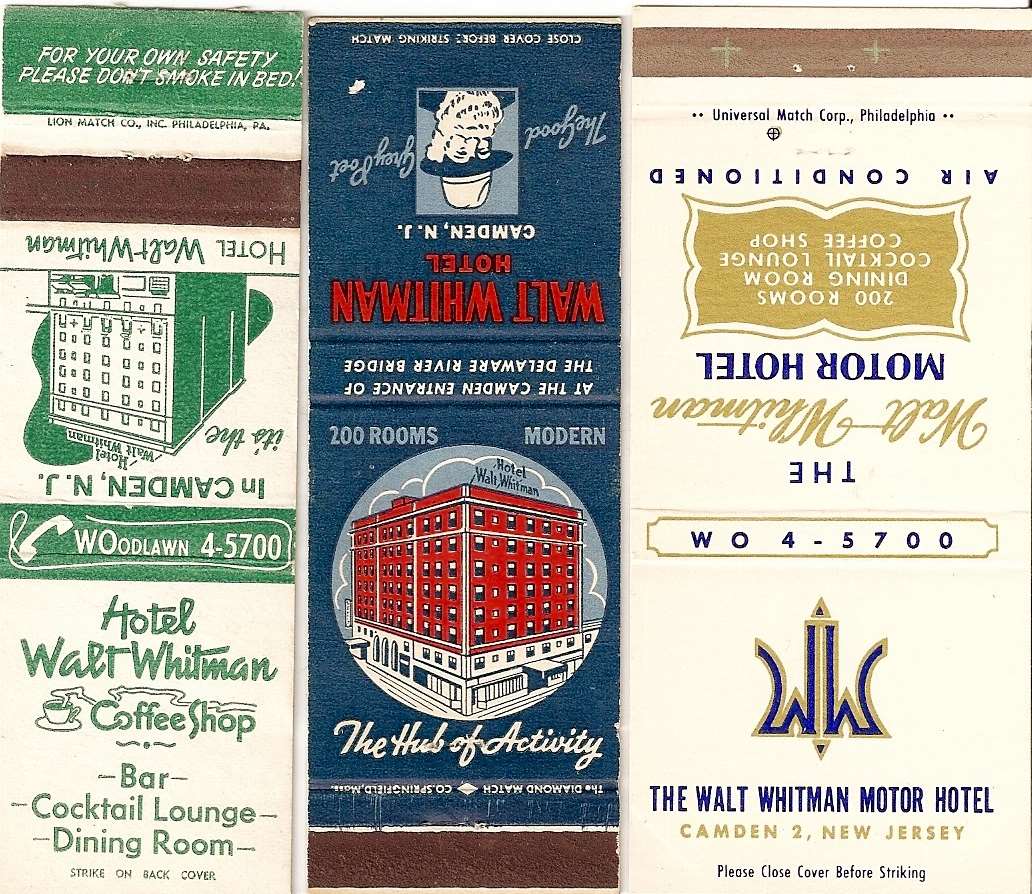 FOR YOUR OWN SAFETY
PLEASE DON'T SMOKE IN BED!
LION MATCH CO., INC. PHILADELPHIA, PA.
HOTEL Walt Whitman
it's the
Hotel
Walt Whitman
In CAMDEN, N. J.
WOODLAWN 4-5700
Hotel
Walt Whitman
Coffee Shop
-Bar-
-Cocktail Lounge-
-Dining Room-
STRIKE ON BACK COVER
CLOSE COVER BEFORE STRIKING MATCH
The Good
Grey Poet
WALT WHITMAN
HOTEL
CAMDEN, N. J.
AT THE CAMDEN ENTRANCE OF
THE DELAWARE RIVER BRIDGE
200 ROOMS MODERN
Hotel
Walt Whitman
The Hub of Activity
THE DIAMOND MATCH CO. SPRINGFIELD, MASS.
•• Universal Match Corp., Philadelphia ••
THE
Walt Whitman
MOTOR HOTEL
200 ROOMS
DINING ROOM
COCKTAIL LOUNGE
COFFEE SHOP
AIR CONDITIONED
WO 4-5700
WW
THE WALT WHITMAN MOTOR HOTEL
CAMDEN 2, NEW JERSEY
Please Close Cover Before Striking